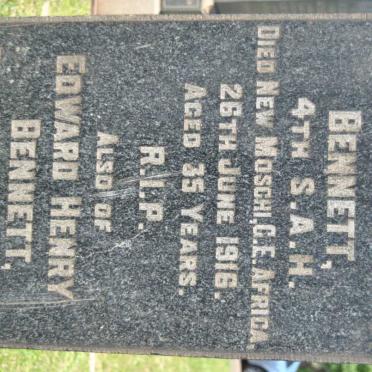 BENNETT,
4TH S.A.H.
DIED NEW MOSCHI, G.E. AFRICA.
26TH JUNE 1916.
AGED 35 YEARS.
R.I.P.
ALSO OF
EDWARD HENRY
BENNETT,